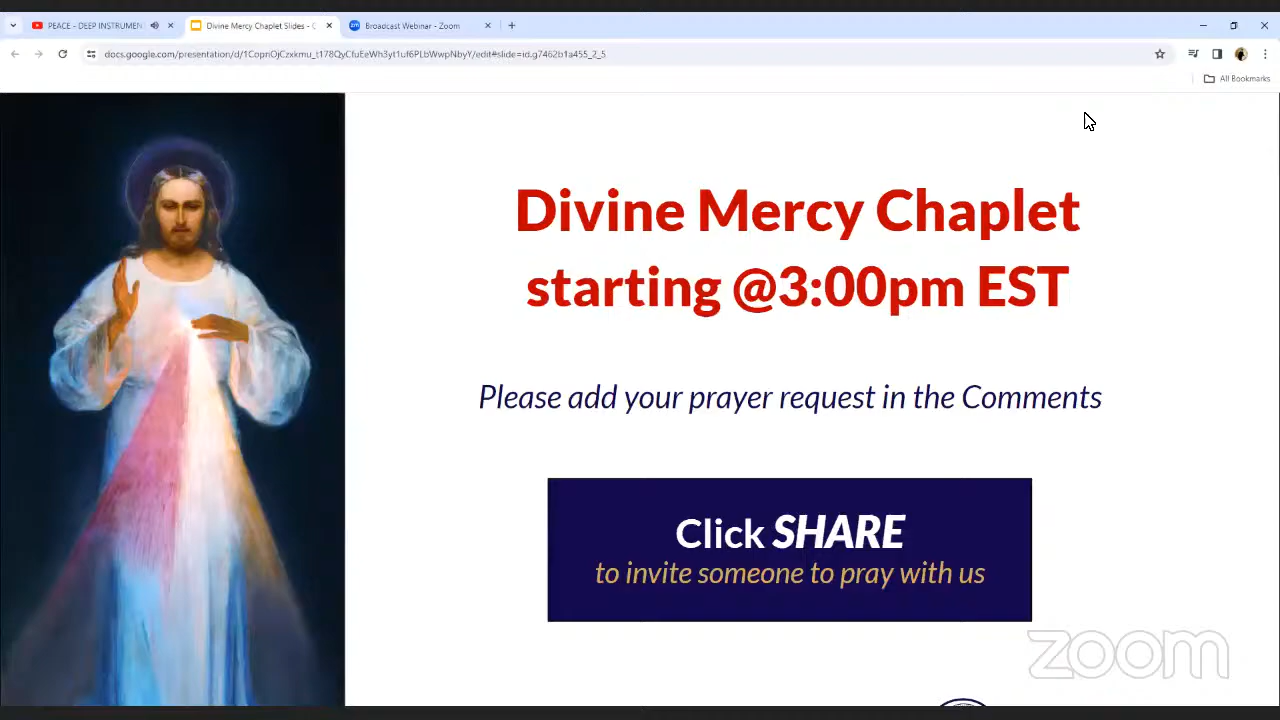 PEACE - DEEP INSTRUMEN
Divine Mercy Chaplet Slides - G
Broadcast Webinar - Zoom
All Bookmarks
Divine Mercy Chaplet
starting @3:00pm EST
Please add your prayer request in the Comments
Click SHARE
to invite someone to pray with us
zoom